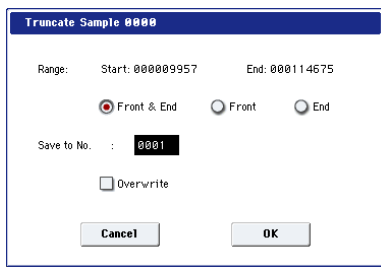 Truncate Sample 0000
Range: Start: 000009957 End: 000114675
Front & End Front End
Save to No. : 0001
Overwrite
Cancel OK